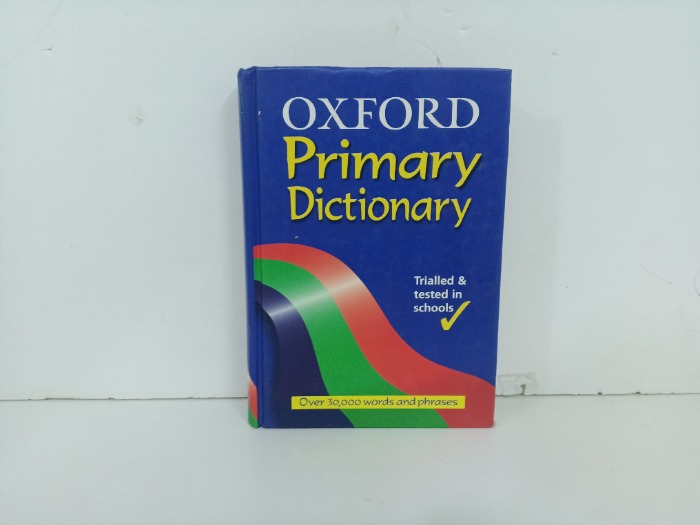 OXFORD
Primary
Dictionary
Trialled &
tested in
schools
Over 30,000 words and phrases